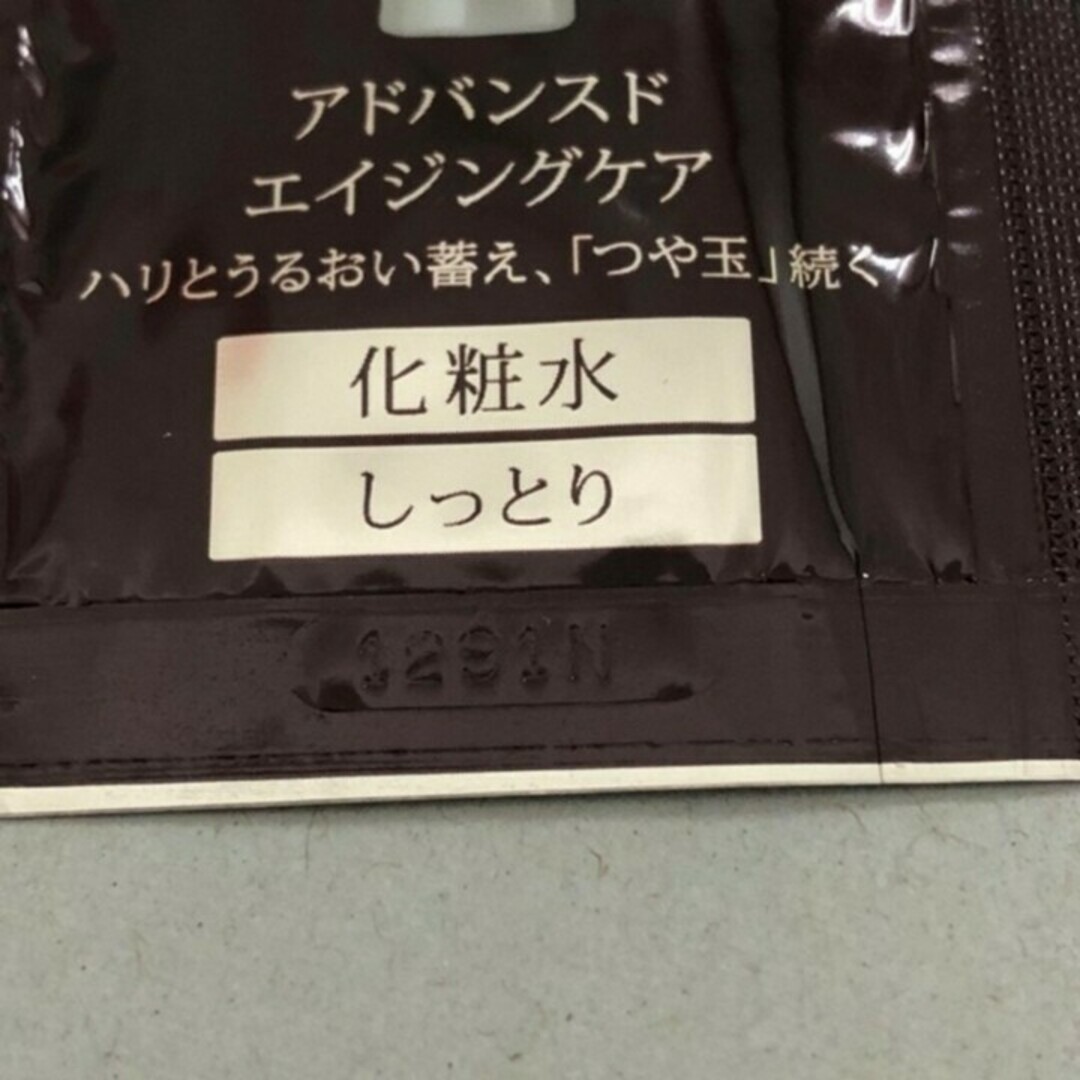 アドバンスド
エイジングケア
ハリとうるおい蓄え、「つや玉」続く
化粧水
しっとり
1291N